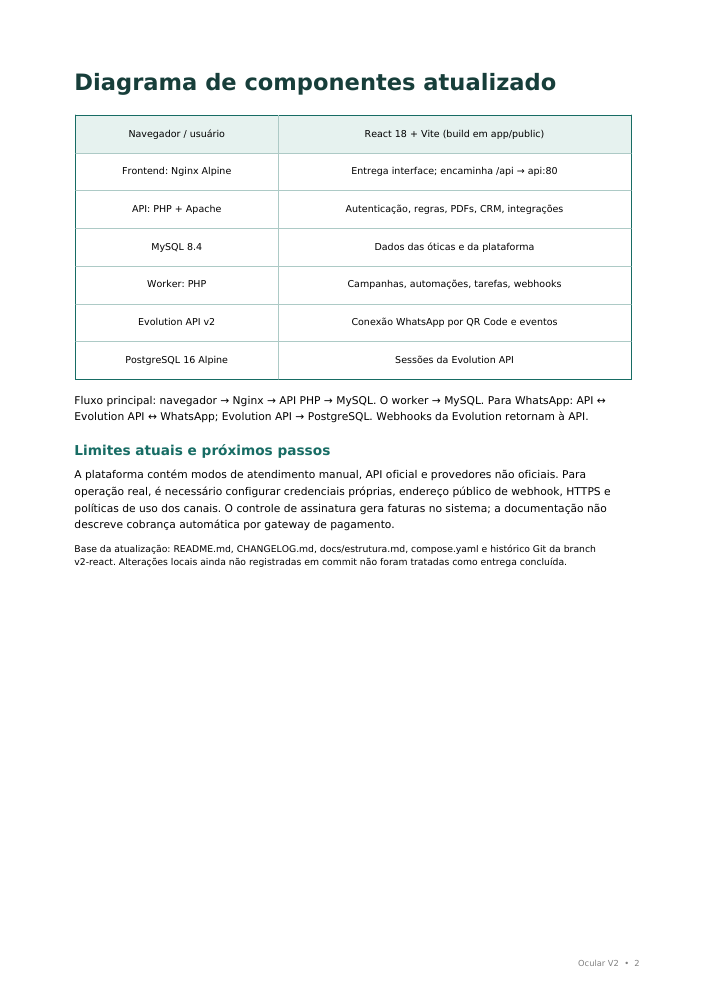 Diagrama de componentes atualizado
Navegador / usuário
React 18 + Vite (build em app/public)
Frontend: Nginx Alpine
Entrega interface; encaminha /api → api:80
API: PHP + Apache
Autenticação, regras, PDFs, CRM, integrações
MySQL 8.4
Dados das óticas e da plataforma
Worker: PHP
Campanhas, automações, tarefas, webhooks
Evolution API v2
Conexão WhatsApp por QR Code e eventos
PostgreSQL 16 Alpine
Sessões da Evolution API
Fluxo principal: navegador → Nginx → API PHP → MySQL. O worker → MySQL. Para WhatsApp: API ↔
Evolution API ↔ WhatsApp; Evolution API → PostgreSQL. Webhooks da Evolution retornam à API.
Limites atuais e próximos passos
A plataforma contém modos de atendimento manual, API oficial e provedores não oficiais. Para
operação real, é necessário configurar credenciais próprias, endereço público de webhook, HTTPS e
políticas de uso dos canais. O controle de assinatura gera faturas no sistema; a documentação não
descreve cobrança automática por gateway de pagamento.
Base da atualização: README.md, CHANGELOG.md, docs/estrutura.md, compose.yaml e histórico Git da branch
v2-react. Alterações locais ainda não registradas em commit não foram tratadas como entrega concluída.
Ocular V2 • 2